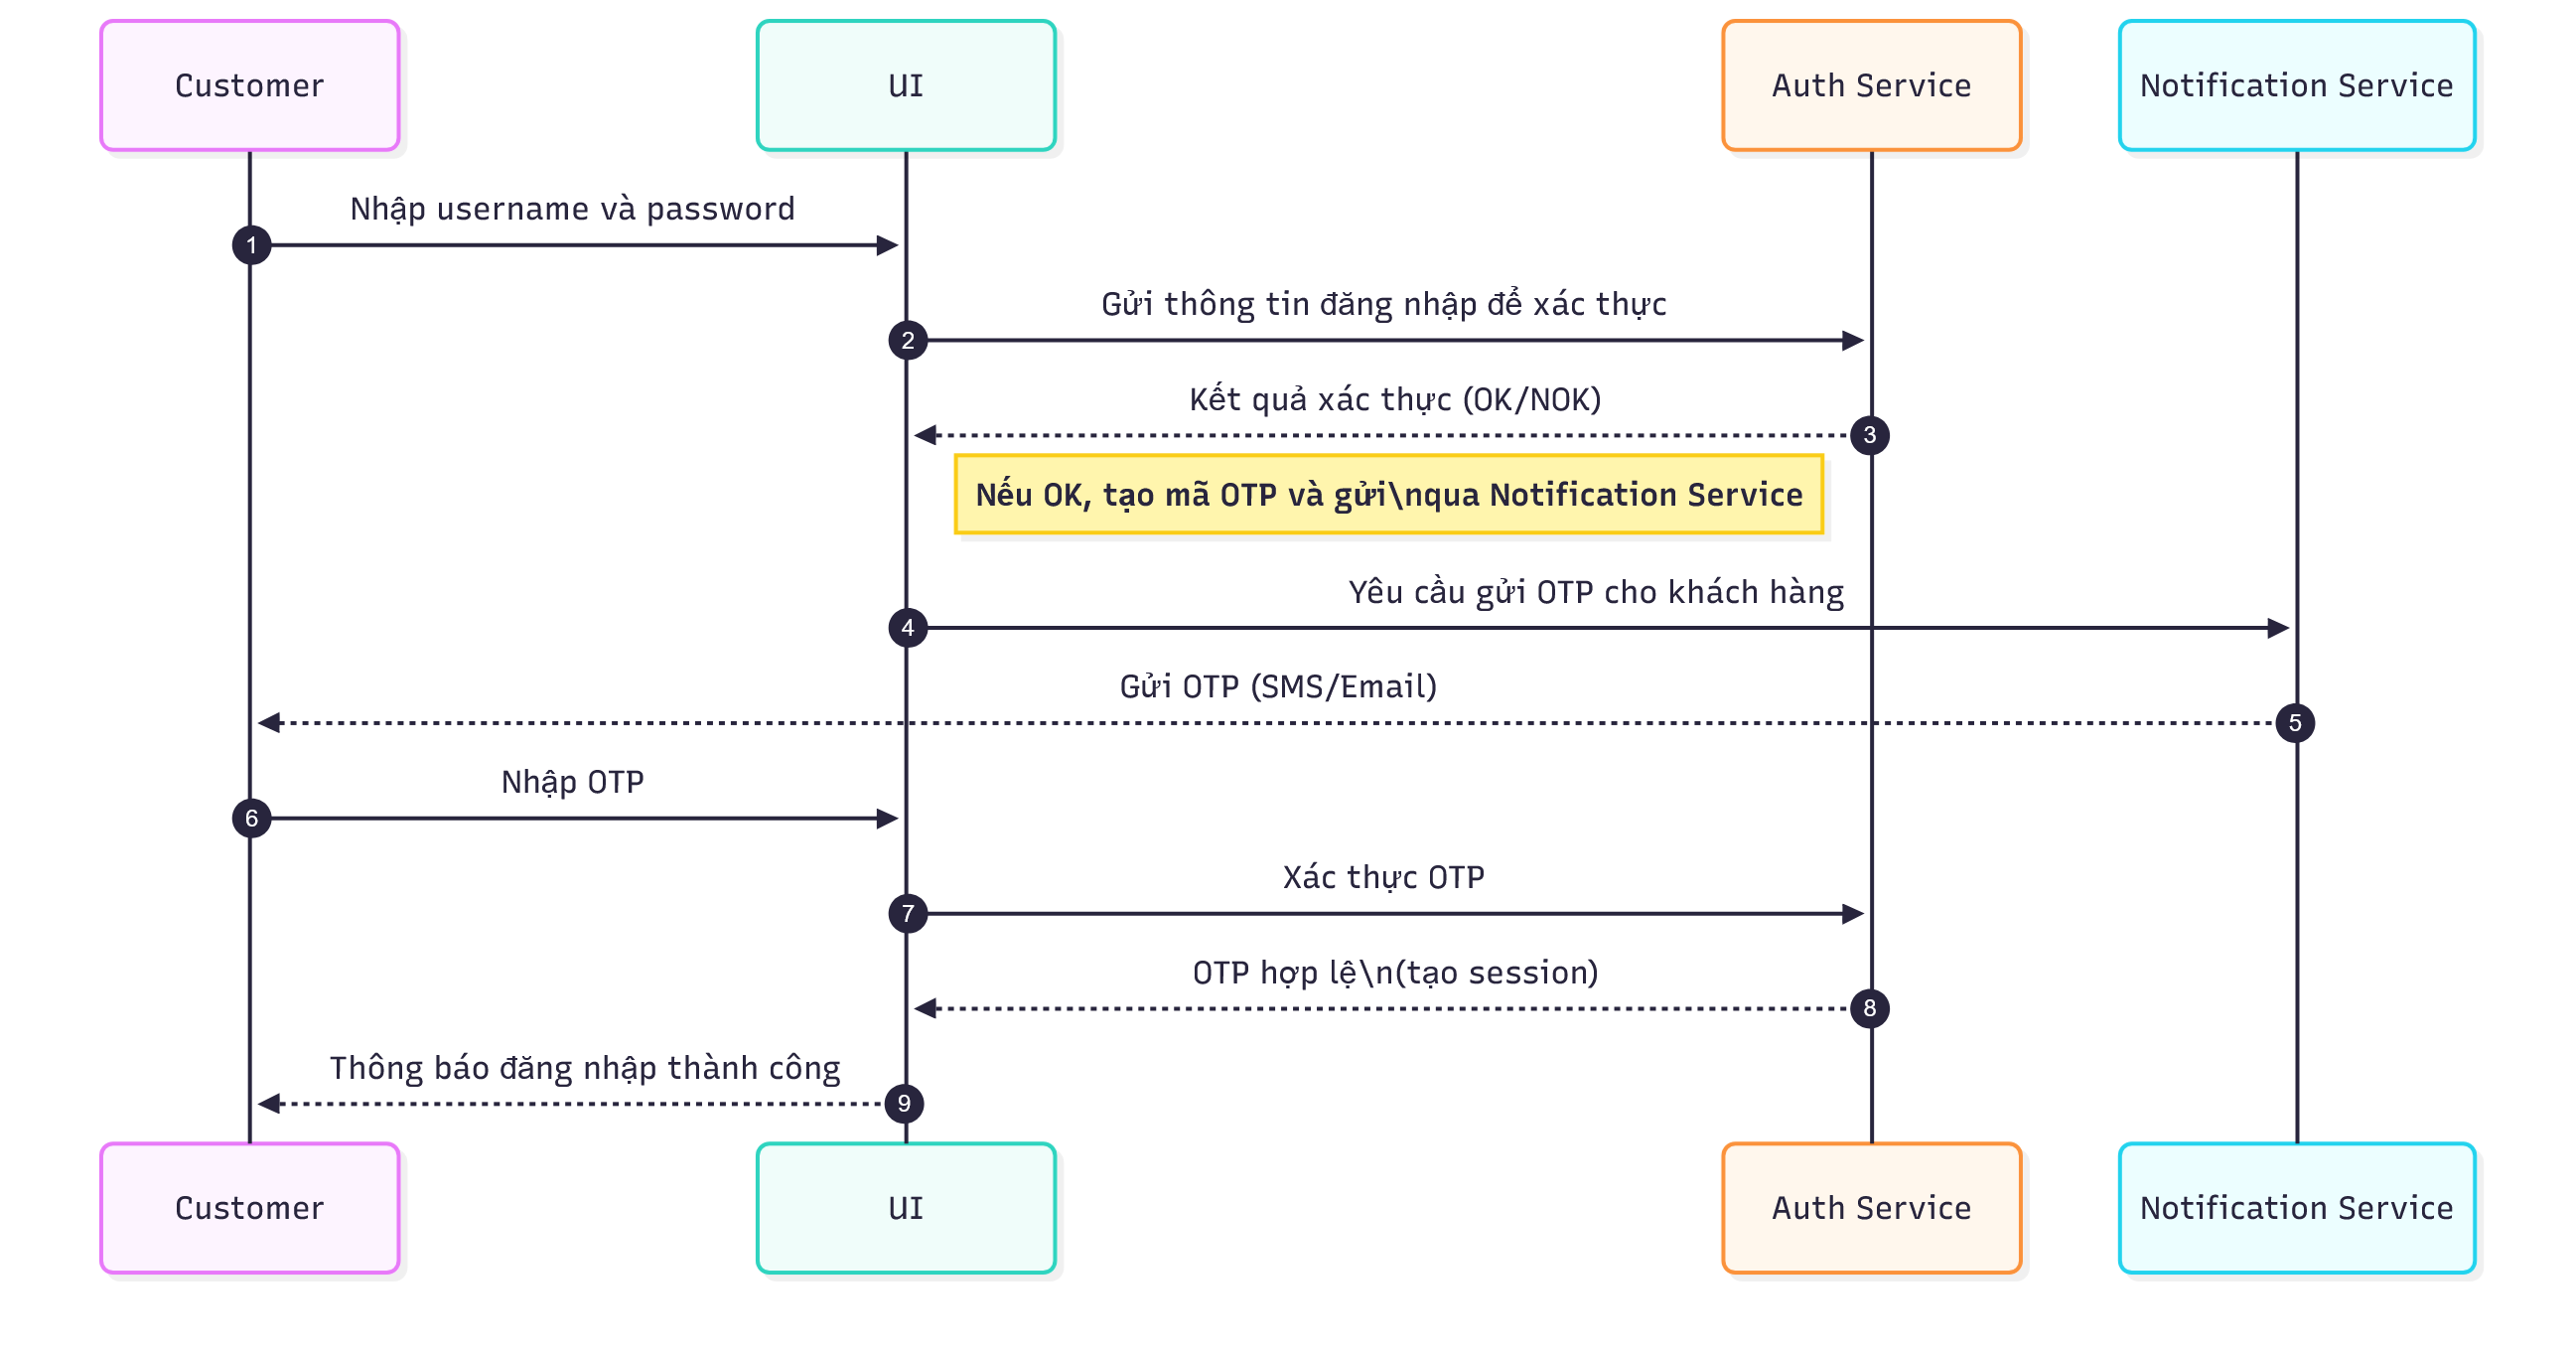 Customer
UI
Auth Service
Notification Service
Nhập username và password
1
Gửi thông tin đăng nhập để xác thực
2
Kết quả xác thực (OK/NOK)
3
Nếu OK, tạo mã OTP và gửi\nqua Notification Service
Yêu cầu gửi OTP cho khách hàng
4
Gửi OTP (SMS/Email)
5
Nhập OTP
6
Xác thực OTP
7
OTP hợp lệ\n(tạo session)
8
Thông báo đăng nhập thành công
9
Customer
UI
Auth Service
Notification Service